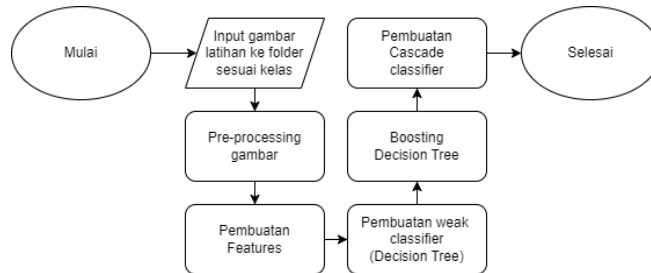 Mulai
Input gambar
latihan ke folder
sesuai kelas
Pre-processing
gambar
Pembuatan
Features
Pembuatan weak
classifier
(Decision Tree)
Boosting
Decision Tree
Pembuatan
Cascade
classifier
Selesai